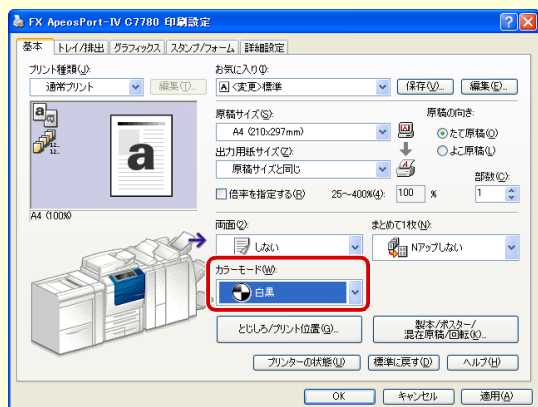 FX ApeosPort-IV C7780 印刷設定
基本 トレイ/排出 グラフィックス スタンプ/フォーム 詳細設定
プリント種類(J):
通常プリント 編集(T)...
お気に入り(I):
<変更>標準 保存(V)... 編集(E)...
原稿サイズ(S):
A4 (210x297mm)
原稿の向き:
たて原稿(O)
よこ原稿(L)
出力用紙サイズ(Z):
原稿サイズと同じ
部数(C):
倍率を指定する(R) 25～400%(4): 100 % 1
A4 (100%)
両面(2):
しない
まとめて1枚(N):
Nアップしない
カラーモード(W):
白黒
とじしろ/プリント位置(G)...
製本/ポスター/
混在原稿/回転(K)...
プリンターの状態(U) 標準に戻す(D) ヘルプ(H)
OK キャンセル 適用(A)